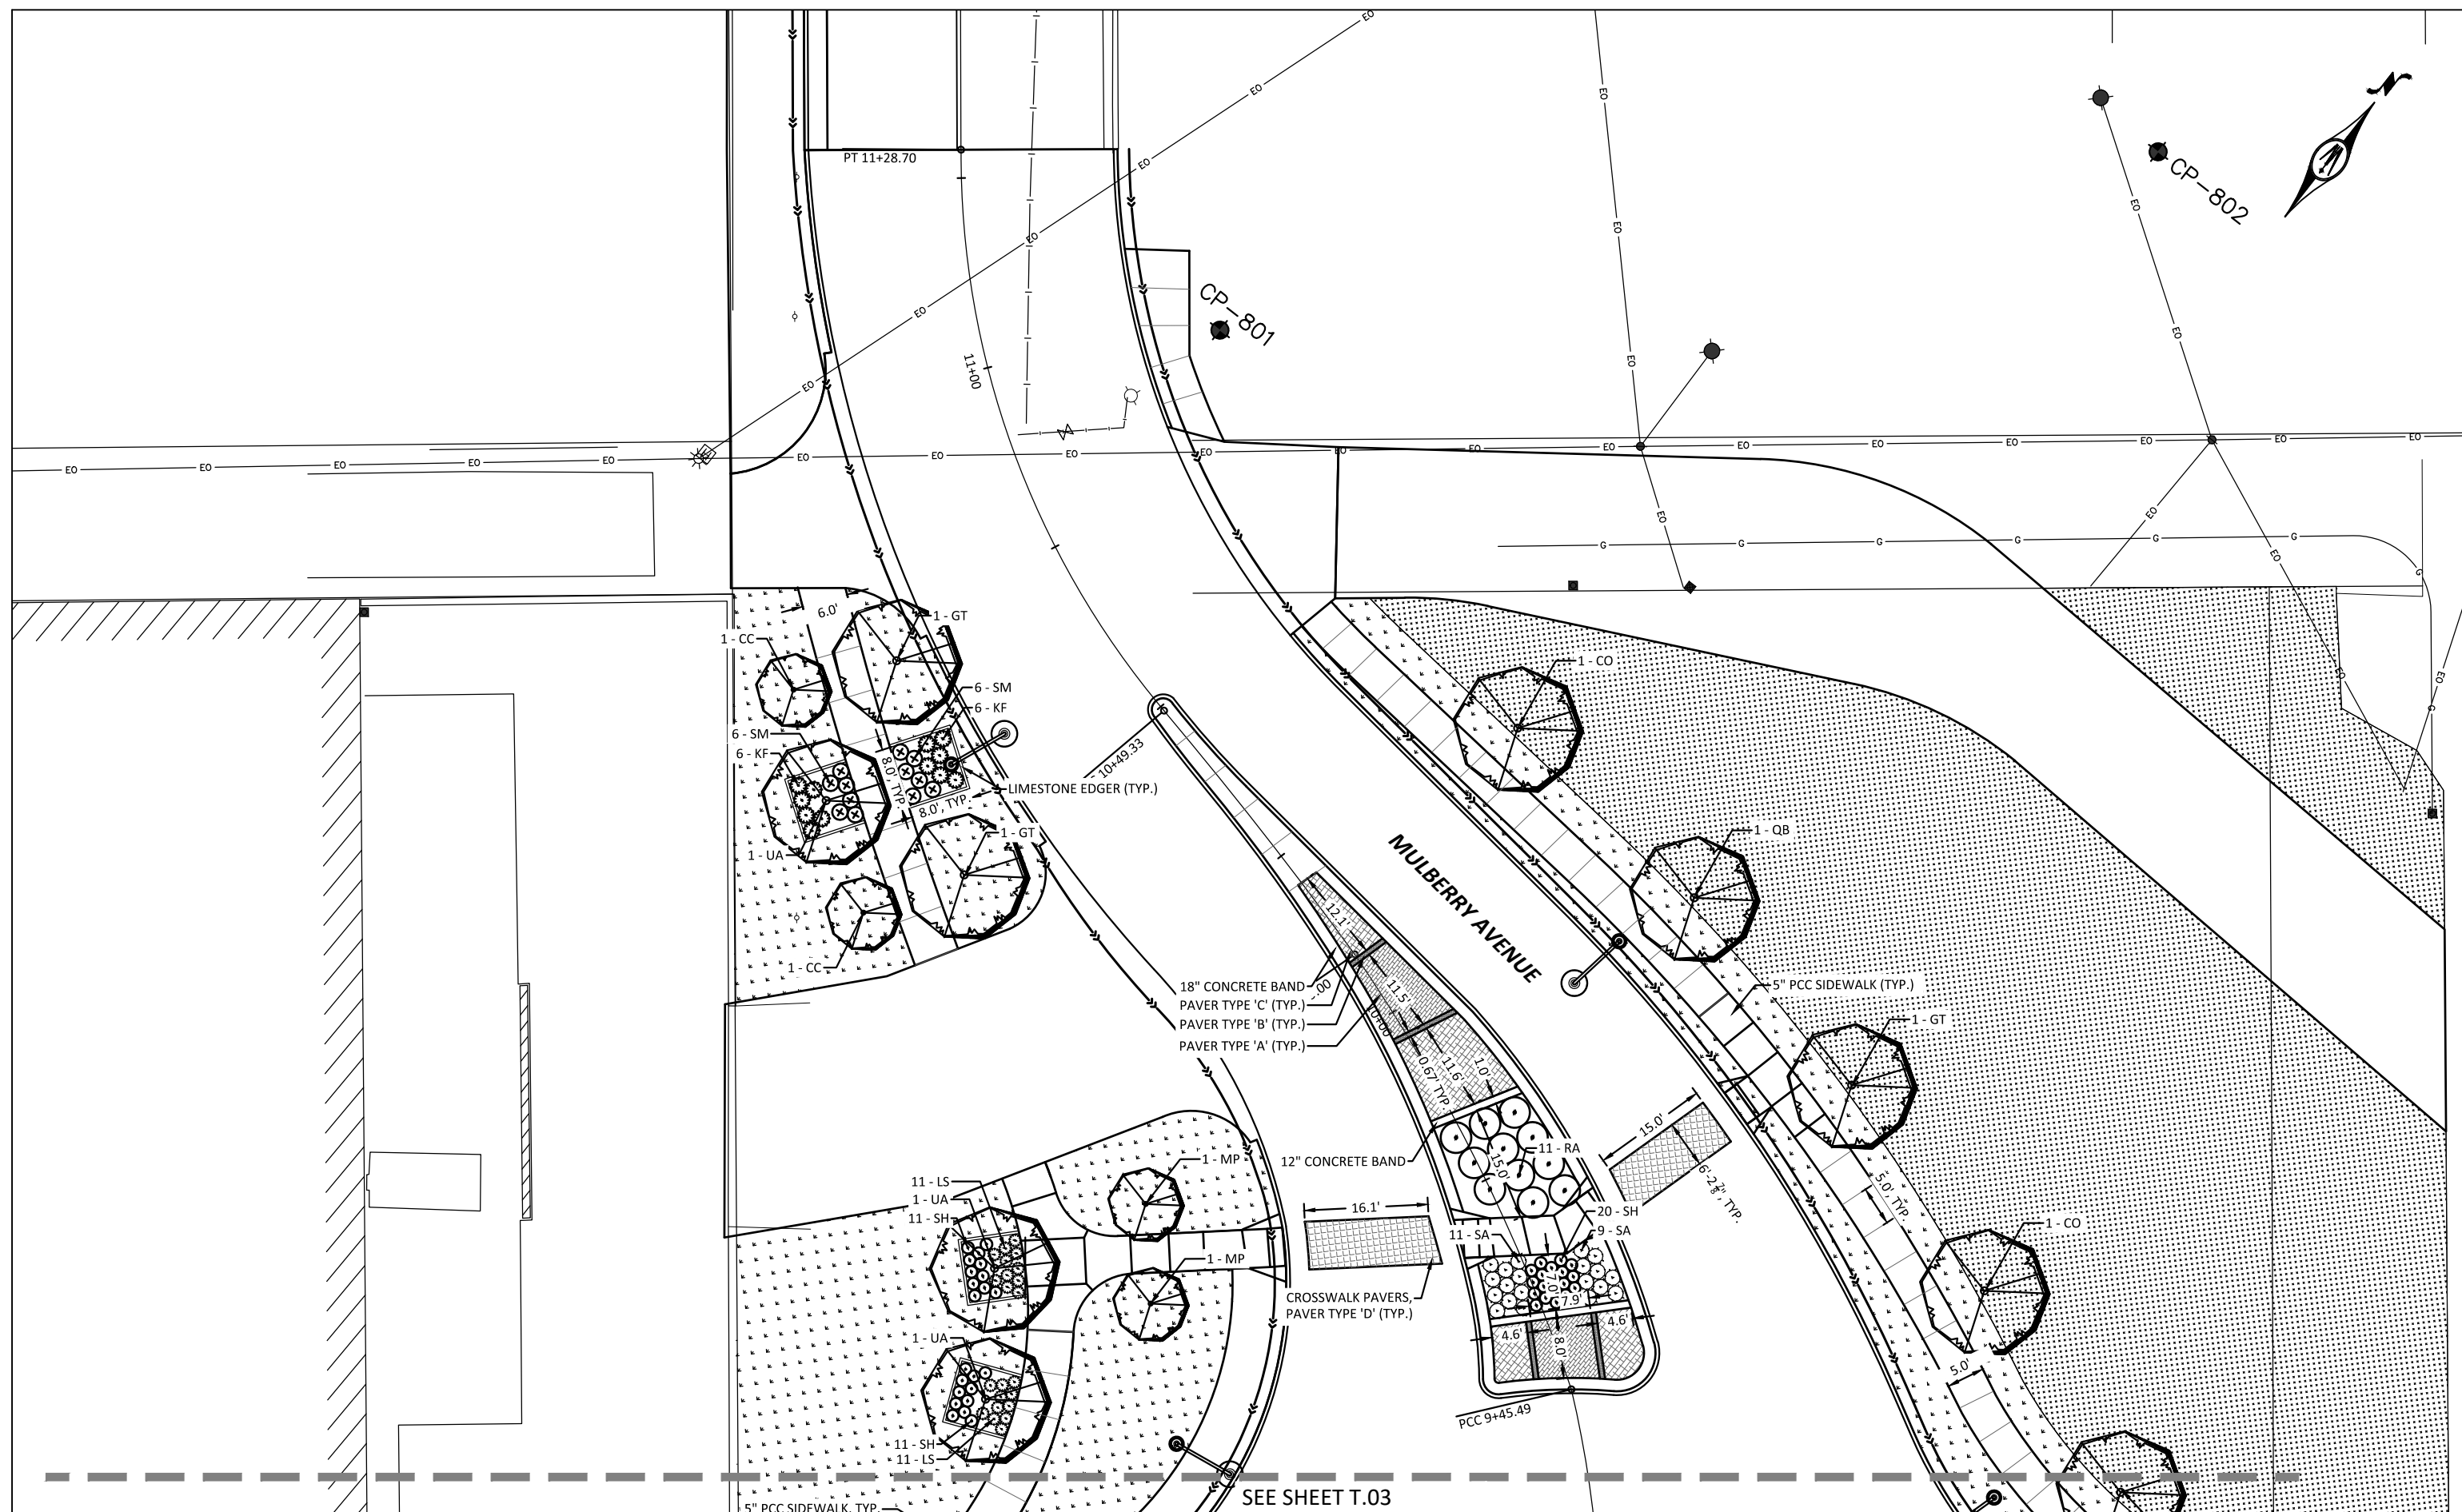 PT 11+28.70
CP-802
CP-801
11+00
EO
G
6.0'
1 - GT
1 - CC
6 - SM
6 - KF
6 - SM
6 - KF
8.0', TYP.
8.0', TYP.
10+49.33
LIMESTONE EDGER (TYP.)
1 - GT
1 - UA
1 - CC
1 - CO
1 - QB
MULBERRY AVENUE
12.1'
18" CONCRETE BAND
PAVER TYPE 'C' (TYP.)
PAVER TYPE 'B' (TYP.)
PAVER TYPE 'A' (TYP.)
11.5'
5" PCC SIDEWALK (TYP.)
1 - GT
11.6'
1.0'
0.67' TYP.
15.0'
6'-2⅞", TYP.
12" CONCRETE BAND
11 - RA
15.0'
1 - MP
11 - LS
1 - UA
11 - SH
16.1'
20 - SH
11 - SA
9 - SA
5.0', TYP.
1 - CO
1 - MP
CROSSWALK PAVERS,
PAVER TYPE 'D' (TYP.)
7.0'
7.9'
4.6'
4.6'
8.0'
1 - UA
5.0'
PCC 9+45.49
11 - SH
11 - LS
SEE SHEET T.03
5" PCC SIDEWALK, TYP.